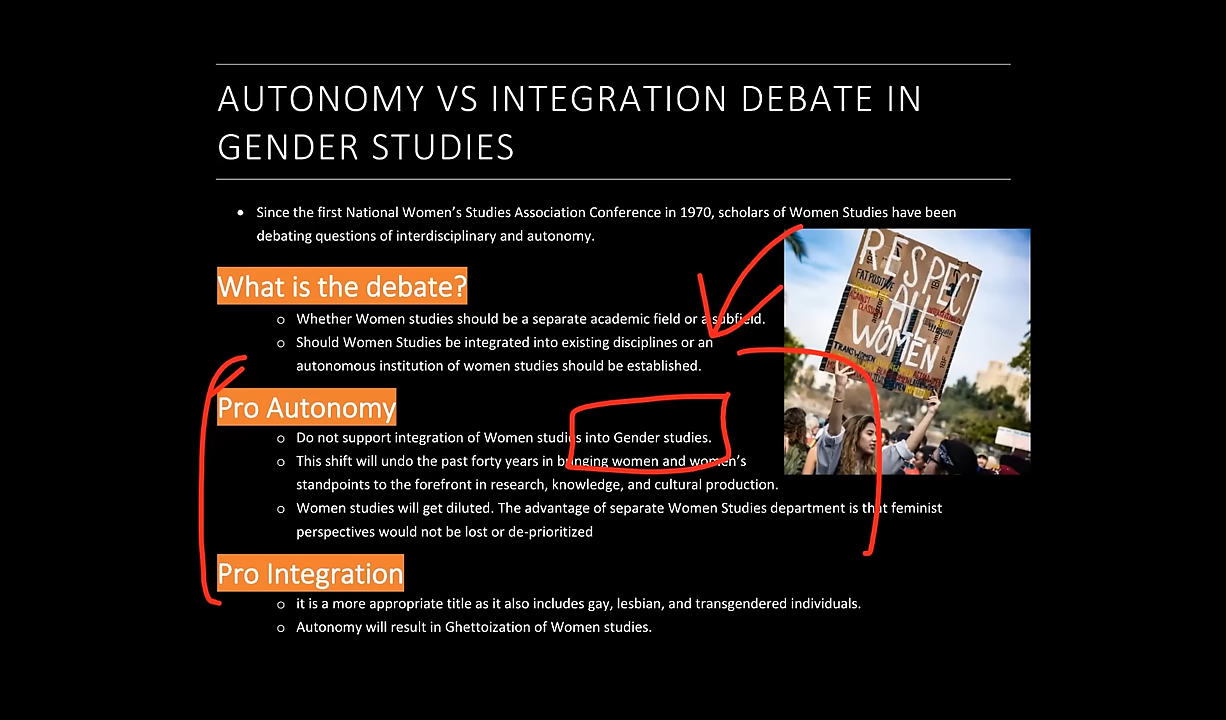 AUTONOMY VS INTEGRATION DEBATE IN
GENDER STUDIES
• Since the first National Women's Studies Association Conference in 1970, scholars of Women Studies have been
debating questions of interdisciplinary and autonomy.
What is the debate?
o Whether Women studies should be a separate academic field or a subfield.
o Should Women Studies be integrated into existing disciplines or an
autonomous institution of women studies should be established.
Pro Autonomy
o Do not support integration of Women studies into Gender studies.
o This shift will undo the past forty years in bringing women and women's
standpoints to the forefront in research, knowledge, and cultural production.
o Women studies will get diluted. The advantage of separate Women Studies department is that feminist
perspectives would not be lost or de-prioritized
Pro Integration
o it is a more appropriate title as it also includes gay, lesbian, and transgendered individuals.
o Autonomy will result in Ghettoization of Women studies.
RESPECT
FAT POSITIVE
ALL
WOMEN